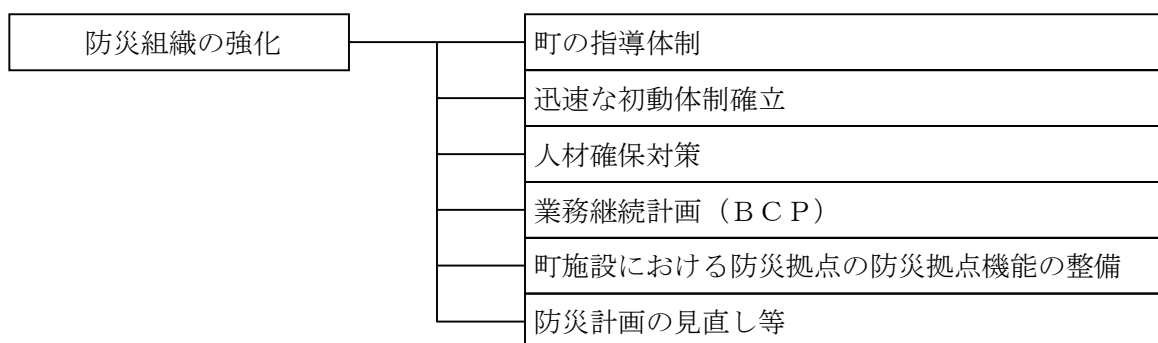 防災組織の強化
町の指導体制
迅速な初動体制確立
人材確保対策
業務継続計画（ＢＣＰ）
町施設における防災拠点の防災拠点機能の整備
防災計画の見直し等